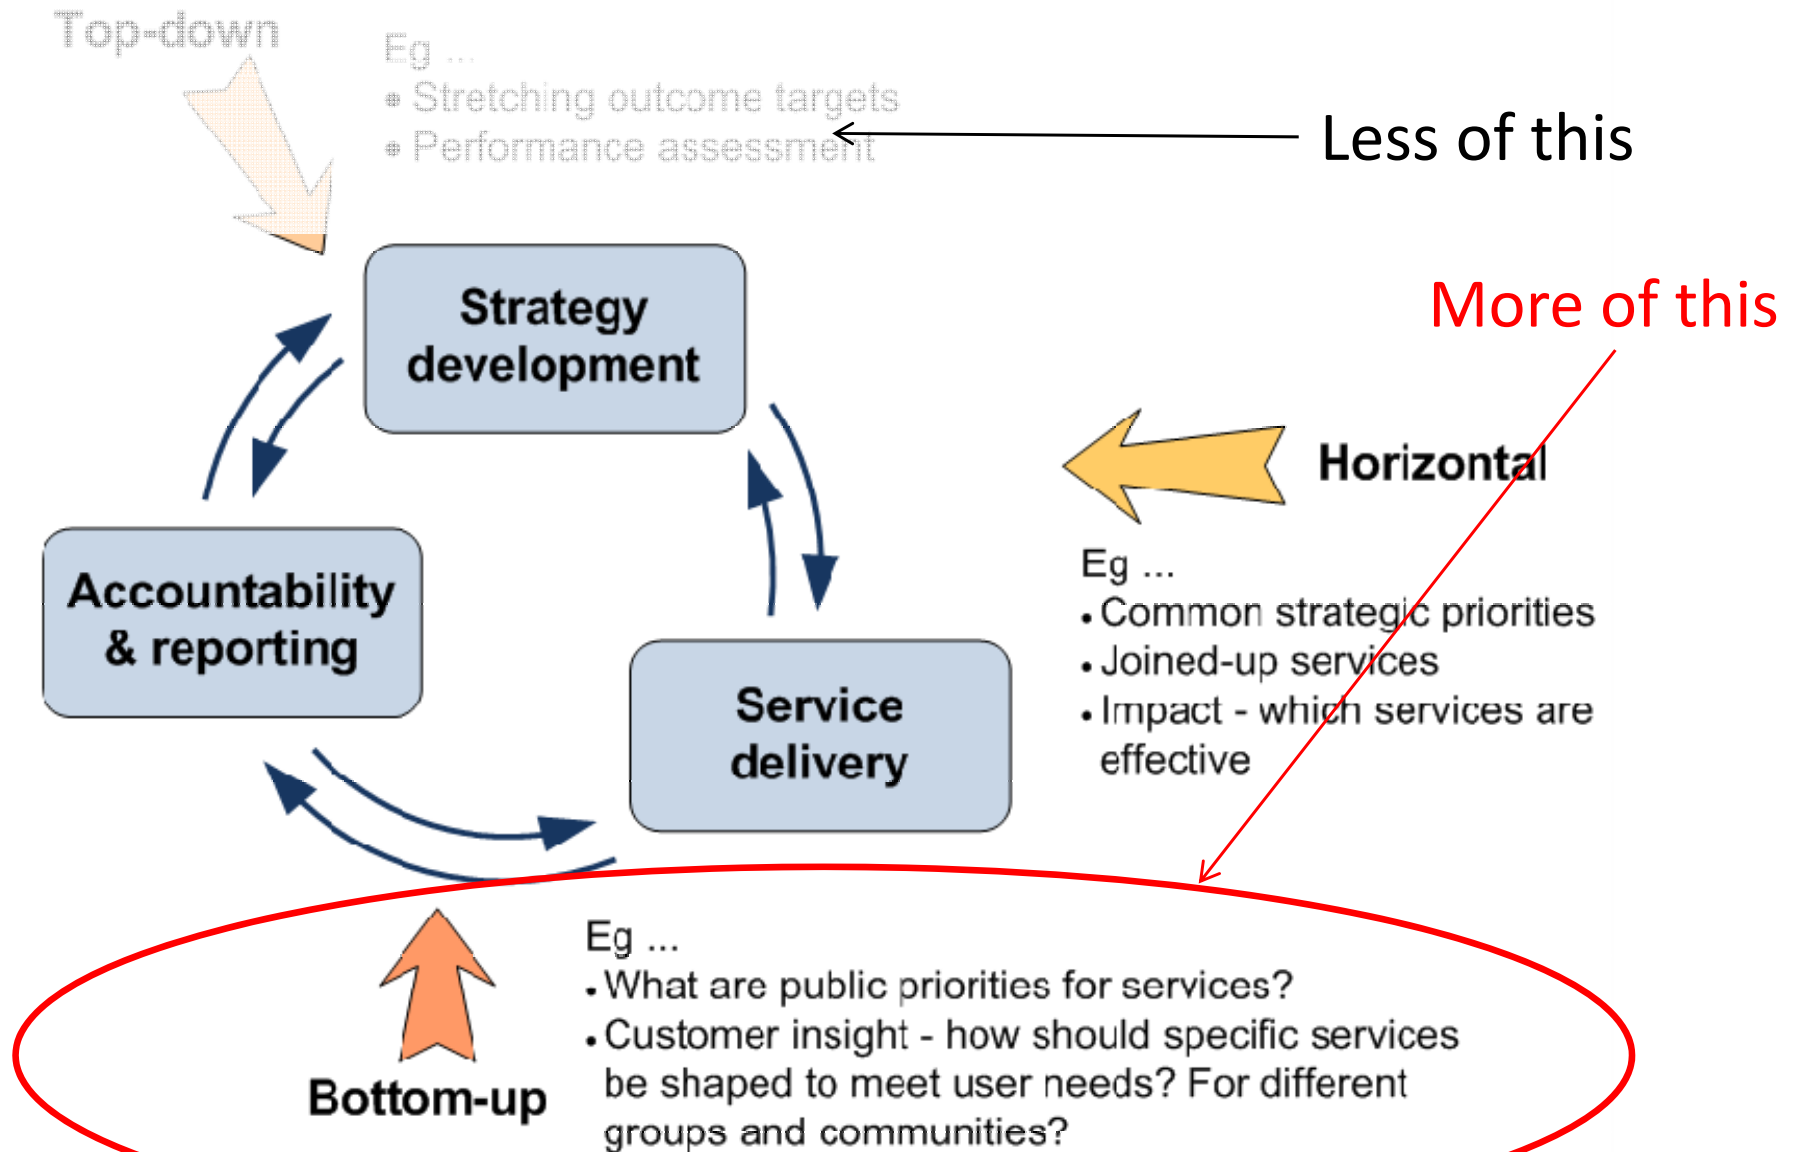 Top-down
Eg ...
• Stretching outcome targets
• Performance assessment
Less of this
More of this
Strategy
development
Horizontal
Accountability
& reporting
Eg ...
• Common strategic priorities
• Joined-up services
• Impact - which services are
effective
Service
delivery
Bottom-up
Eg ...
• What are public priorities for services?
• Customer insight - how should specific services
be shaped to meet user needs? For different
groups and communities?